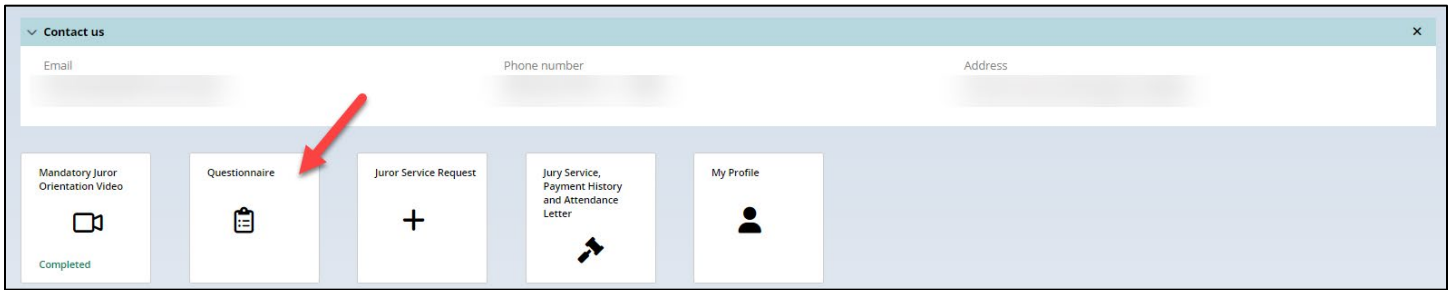 Contact us
Email
Phone number
Address
Mandatory Juror
Orientation Video
Completed
Questionnaire
Juror Service Request
Jury Service,
Payment History
and Attendance
Letter
My Profile